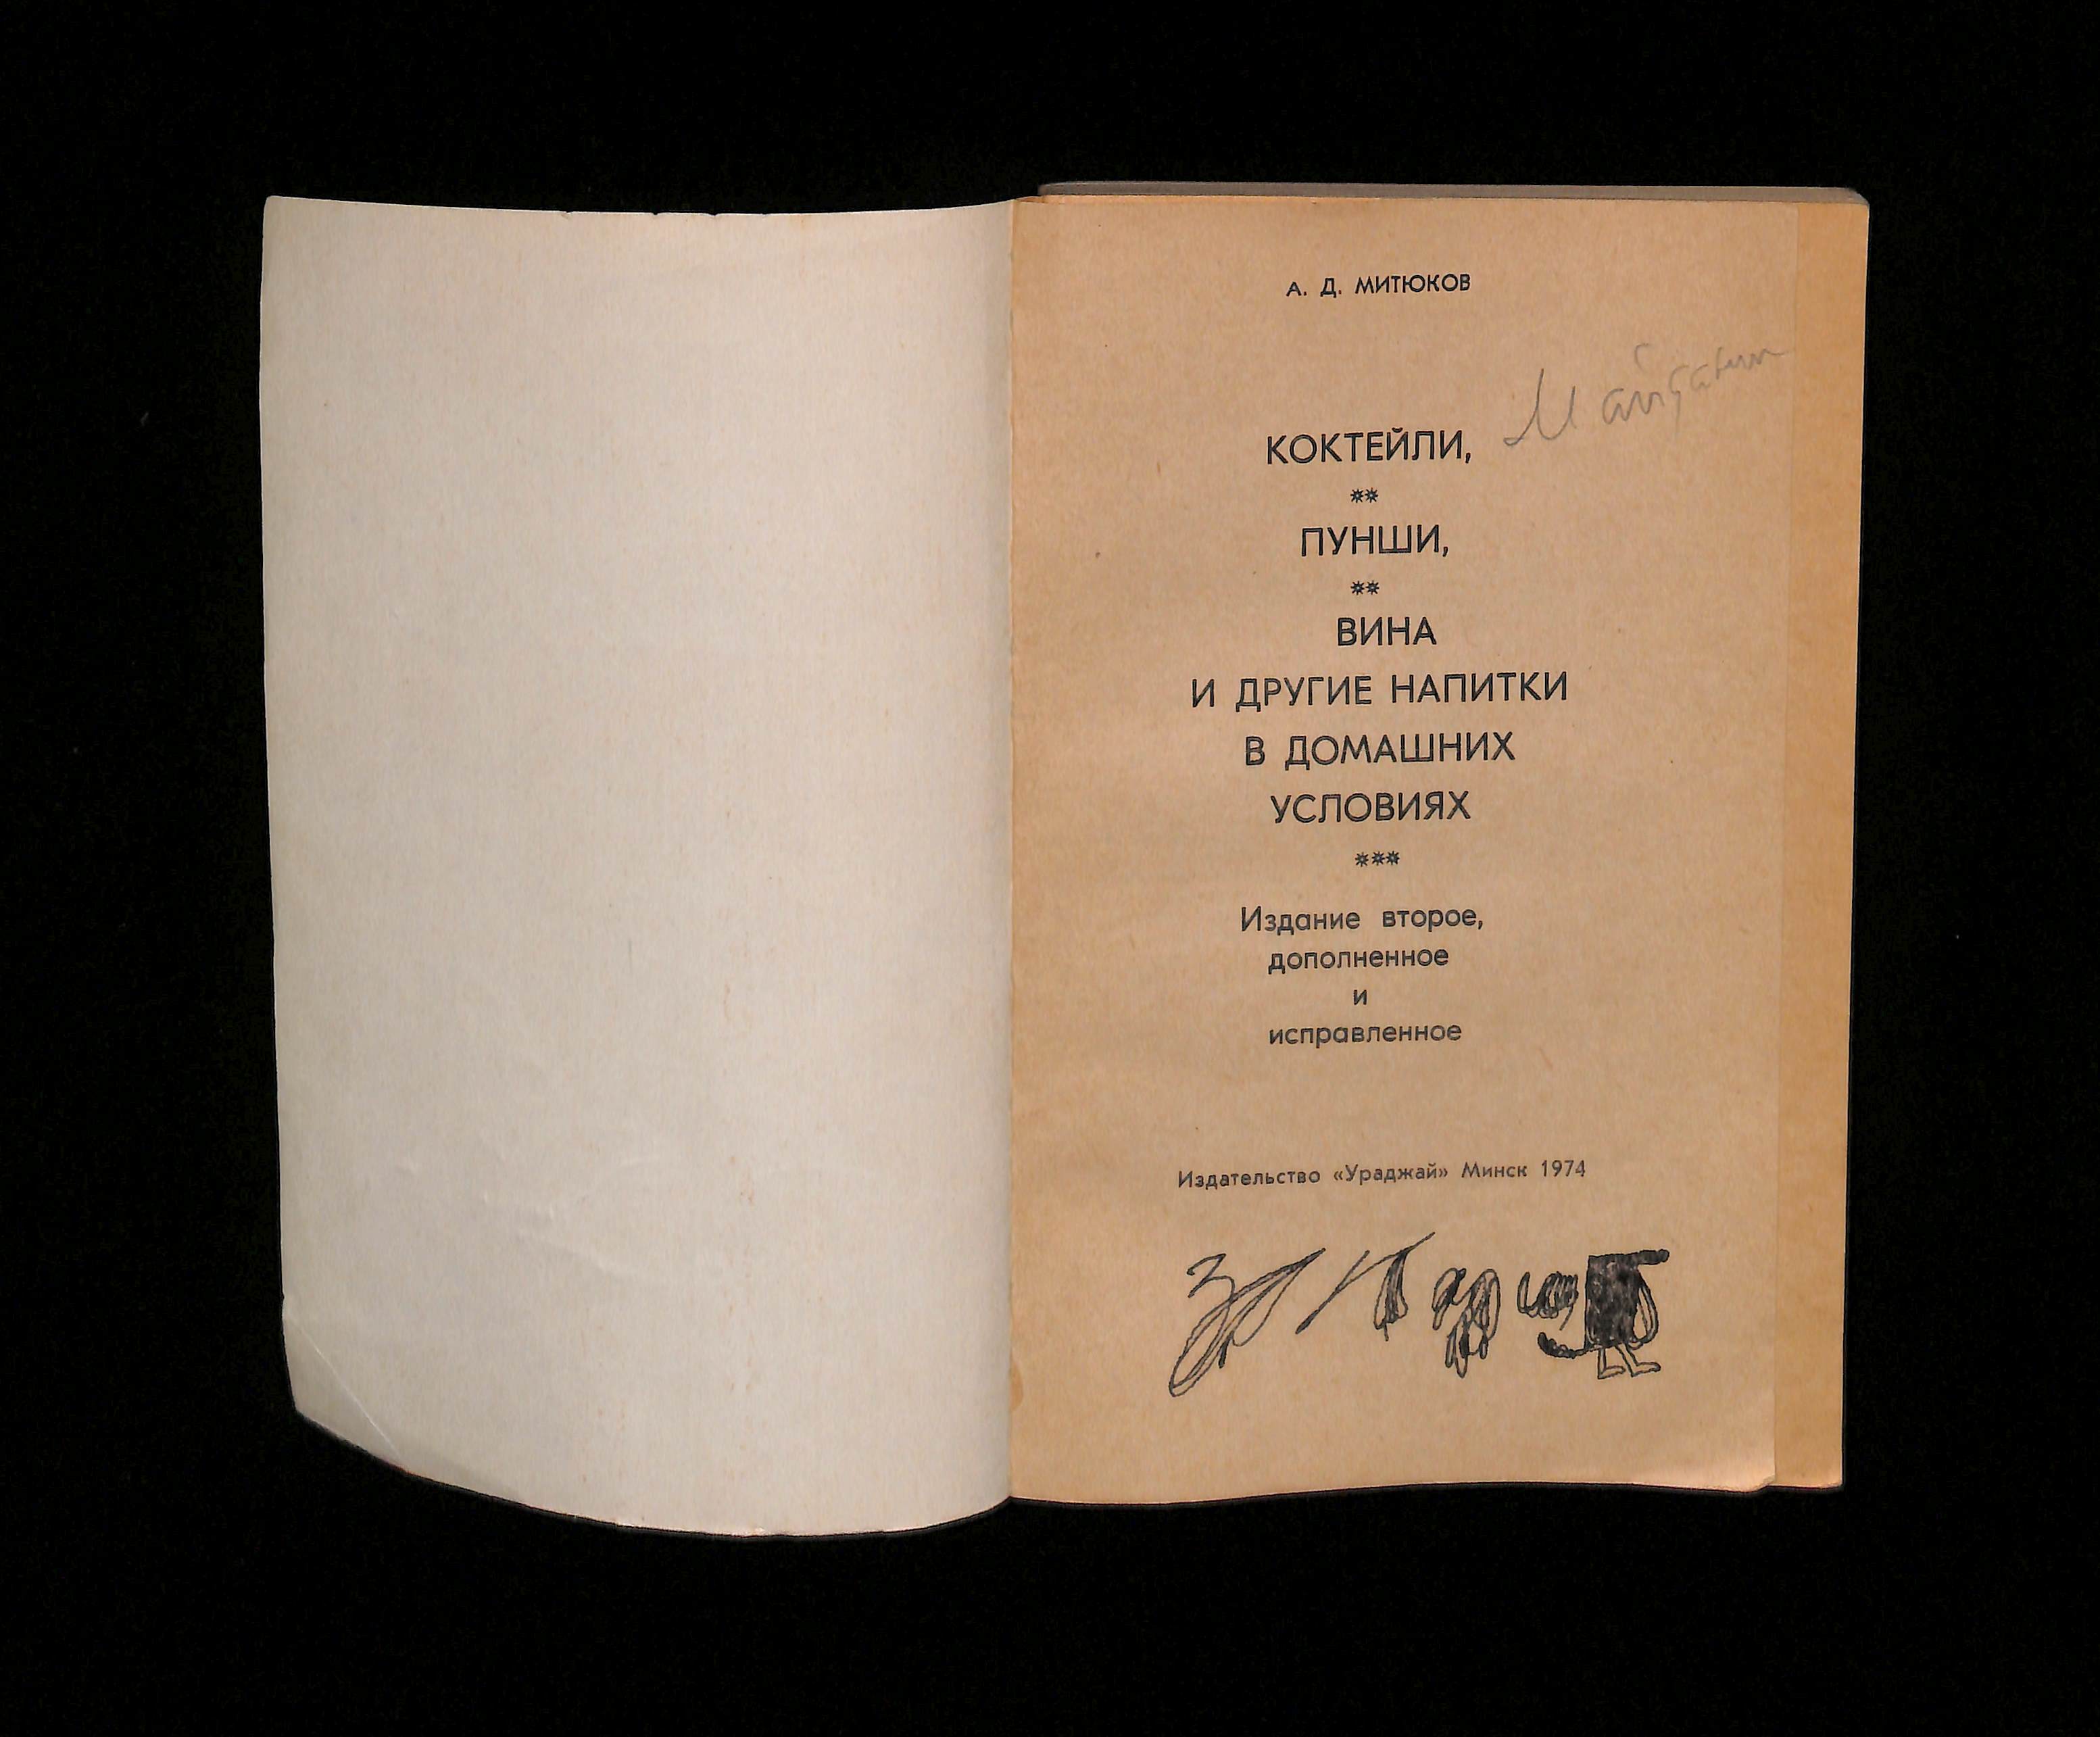 А. Д. МИТЮКОВ
КОКТЕЙЛИ,
**
ПУНШИ,
**
ВИНА
И ДРУГИЕ НАПИТКИ
В ДОМАШНИХ
УСЛОВИЯХ
***
Издание второе,
дополненное
и
исправленное
Издательство «Ураджай» Минск 1974